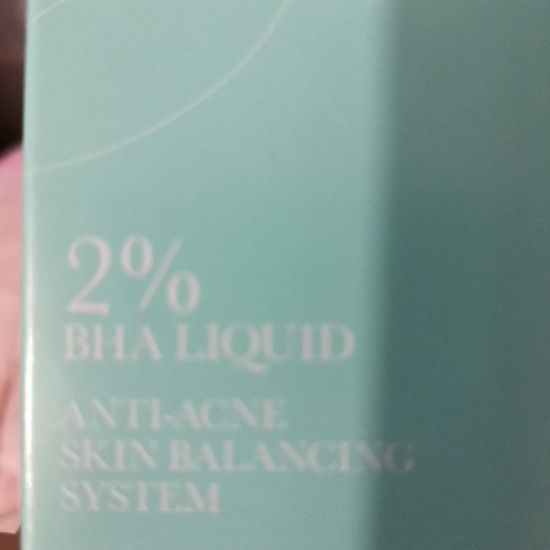 2%
BHA LIQUID
ANTI-ACNE
SKIN BALANCING
SYSTEM